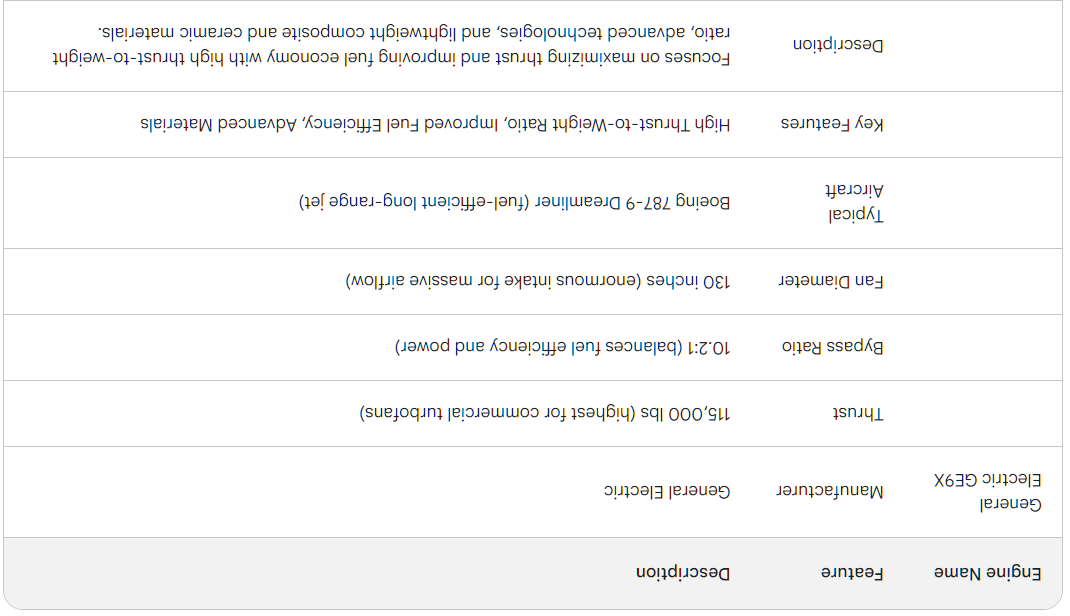 Engine Name Feature Description
General
Electric GE9X
Manufacturer General Electric
Thrust 115,000 lbs (highest for commercial turbofans)
Bypass Ratio 10.2:1 (balances fuel efficiency and power)
Fan Diameter 130 inches (enormous intake for massive airflow)
Typical
Aircraft
Boeing 787-9 Dreamliner (fuel-efficient long-range jet)
Key Features High Thrust-to-Weight Ratio, Improved Fuel Efficiency, Advanced Materials
Description
Focuses on maximizing thrust and improving fuel economy with high thrust-to-weight
ratio, advanced technologies, and lightweight composite and ceramic materials.